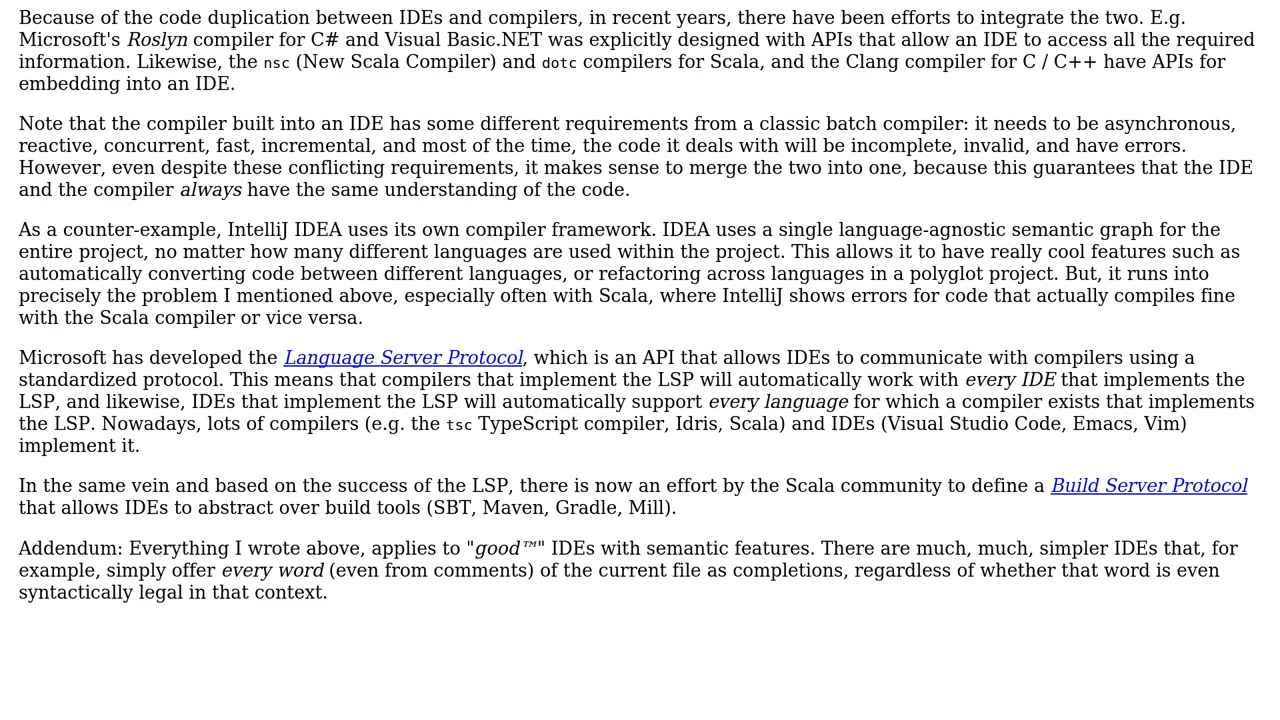 Because of the code duplication between IDEs and compilers, in recent years, there have been efforts to integrate the two. E.g.
Microsoft's Roslyn compiler for C# and Visual Basic.NET was explicitly designed with APIs that allow an IDE to access all the required
information. Likewise, the nsc (New Scala Compiler) and dotc compilers for Scala, and the Clang compiler for C / C++ have APIs for
embedding into an IDE.
Note that the compiler built into an IDE has some different requirements from a classic batch compiler: it needs to be asynchronous,
reactive, concurrent, fast, incremental, and most of the time, the code it deals with will be incomplete, invalid, and have errors.
However, even despite these conflicting requirements, it makes sense to merge the two into one, because this guarantees that the IDE
and the compiler always have the same understanding of the code.
As a counter-example, IntelliJ IDEA uses its own compiler framework. IDEA uses a single language-agnostic semantic graph for the
entire project, no matter how many different languages are used within the project. This allows it to have really cool features such as
automatically converting code between different languages, or refactoring across languages in a polyglot project. But, it runs into
precisely the problem I mentioned above, especially often with Scala, where IntelliJ shows errors for code that actually compiles fine
with the Scala compiler or vice versa.
Microsoft has developed the Language Server Protocol, which is an API that allows IDEs to communicate with compilers using a
standardized protocol. This means that compilers that implement the LSP will automatically work with every IDE that implements the
LSP, and likewise, IDEs that implement the LSP will automatically support every language for which a compiler exists that implements
the LSP. Nowadays, lots of compilers (e.g. the tsc TypeScript compiler, Idris, Scala) and IDEs (Visual Studio Code, Emacs, Vim)
implement it.
In the same vein and based on the success of the LSP, there is now an effort by the Scala community to define a Build Server Protocol
that allows IDEs to abstract over build tools (SBT, Maven, Gradle, Mill).
Addendum: Everything I wrote above, applies to "good™" IDEs with semantic features. There are much, much, simpler IDEs that, for
example, simply offer every word (even from comments) of the current file as completions, regardless of whether that word is even
syntactically legal in that context.